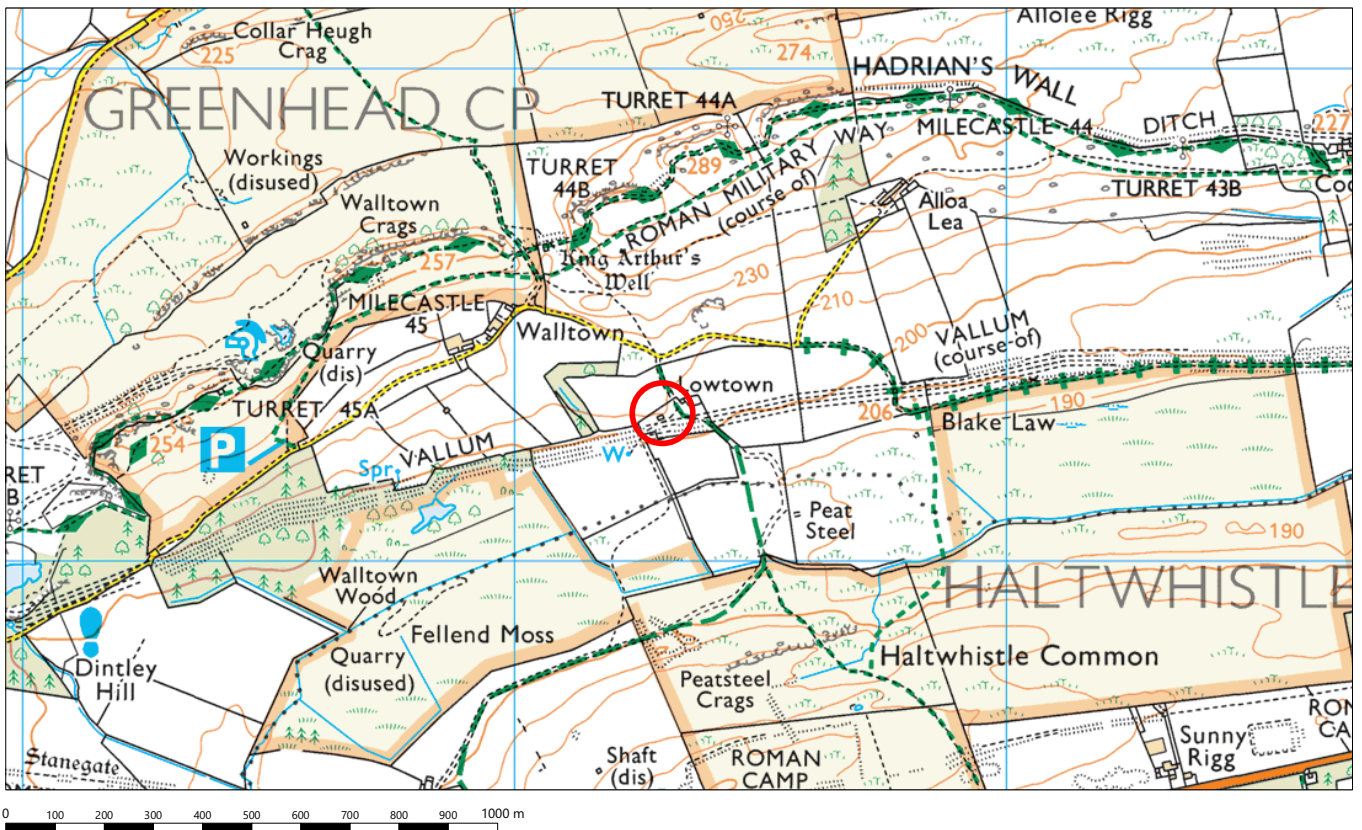 Collar Heugh
Crag
225
250
274
Allolee Rigg
GREENHEAD CP
TURRET 44A
HADRIAN'S WALL
MILECASTLE 44
DITCH
227
Workings
(disused)
TURRET
44B
289
ROMAN MILITARY WAY
(course of)
TURRET 43B
Walltown
Crags
257
Alloa
Lea
King Arthur's
Well
230
210
MILECASTLE
45
Walltown
200
VALLUM
(course of)
Quarry
(dis)
Lowtown
TURRET 45A
254
P
206
190
Blake Law
RET
B
Spr
VALLUM
W
Peat
Steel
190
Walltown
Wood
HALTWHISTLE
Fellend Moss
Dintley
Hill
Quarry
(disused)
Haltwhistle Common
Peatsteel
Crags
Stanegate
Shaft
(dis)
ROMAN
CAMP
Sunny
Rigg
0 100 200 300 400 500 600 700 800 900 1000 m